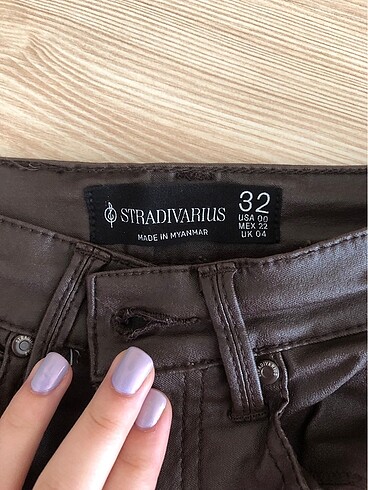 STRADIVARIUS
MADE IN MYANMAR
32
USA 00
MEX 22
UK 04